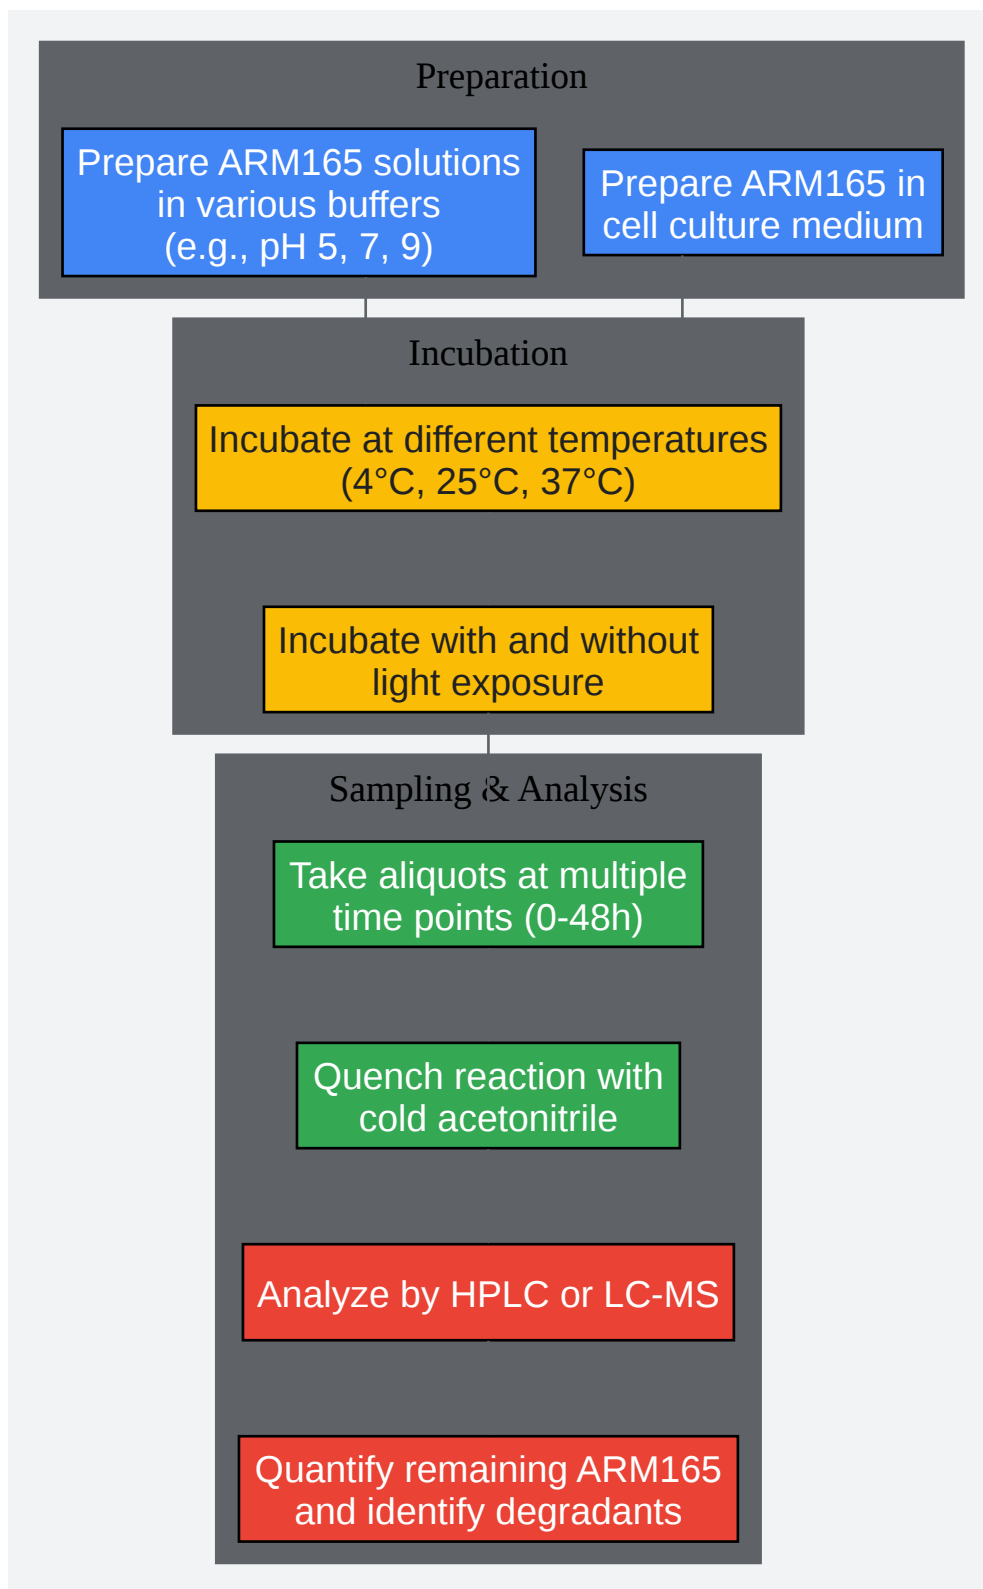 Preparation
Prepare ARM165 solutions
in various buffers
(e.g., pH 5, 7, 9)
Prepare ARM165 in
cell culture medium
Incubation
Incubate at different temperatures
(4°C, 25°C, 37°C)
Incubate with and without
light exposure
Sampling & Analysis
Take aliquots at multiple
time points (0-48h)
Quench reaction with
cold acetonitrile
Analyze by HPLC or LC-MS
Quantify remaining ARM165
and identify degradants